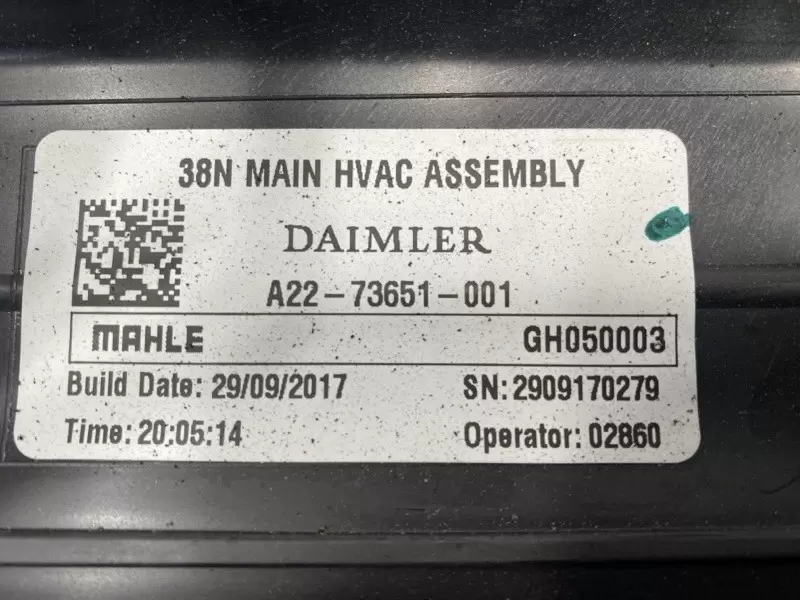 38N MAIN HVAC ASSEMBLY
DAIMLER
A22-73651-001
MAHLE GH050003
Build Date: 29/09/2017 SN:2909170279
Time: 20:05:14 Operator: 02860